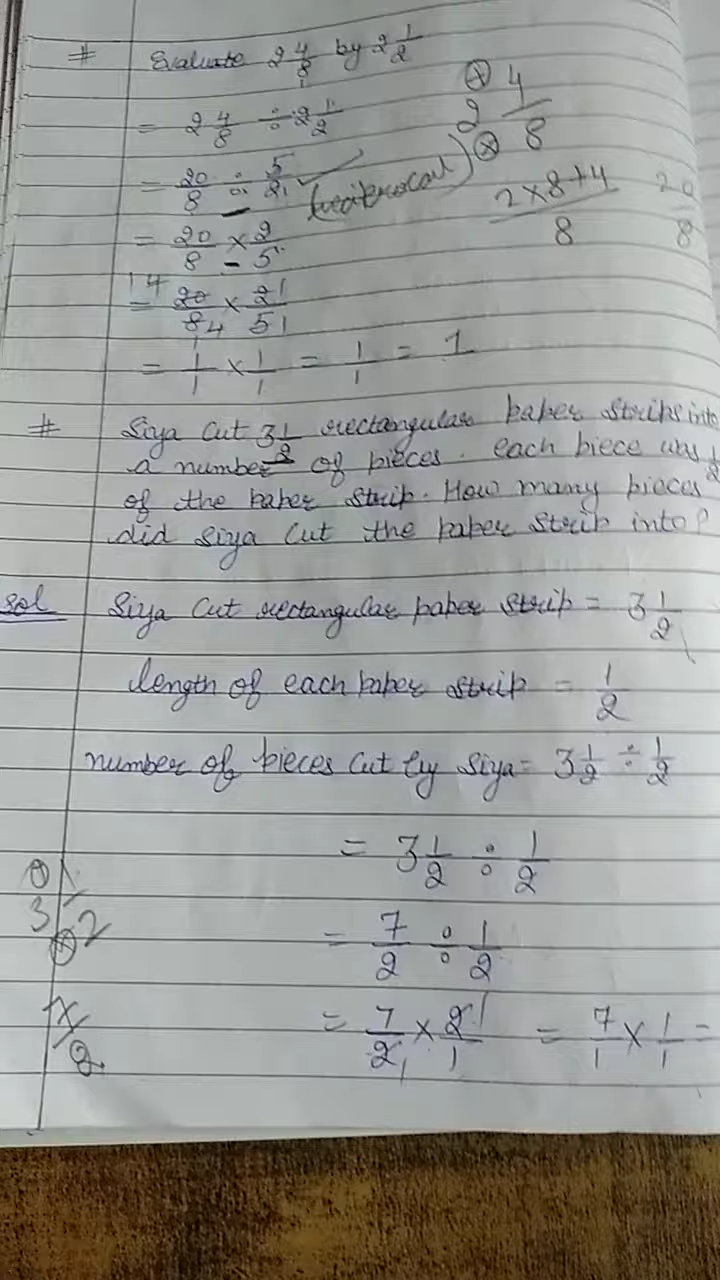 # Evaluate 2 4/8 by 2 1/2
= 2 4/8 ÷ 2 1/2
= 20/8 ÷ 5/2 (reciprocal)
= 20/8 × 2/5
= 20/8 × 2/5
= 1/1 × 1/1 = 1/1 = 1
2 4/8
2×8+4/8 20/8
# Siya cut 3 1/2 rectangular paper strips into
a number of pieces. each piece was 1/2
of the paper strip. How many pieces
did siya cut the paper strip into?
sol Siya cut rectangular paper strip = 3 1/2
length of each paper strip = 1/2
number of pieces cut by Siya = 3 1/2 ÷ 1/2
= 3 1/2 ÷ 1/2
= 7/2 ÷ 1/2
= 7/2 × 2/1 = 7/1 × 1/1 =
3 1/2
7/2